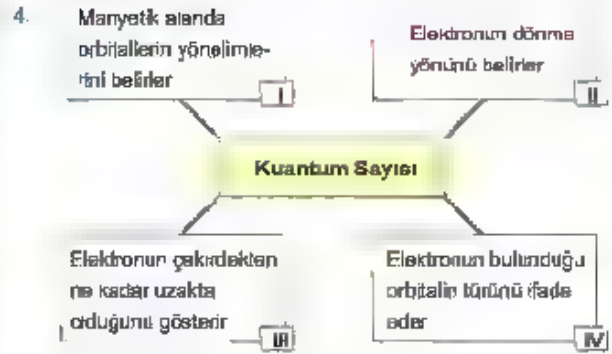 4.
Manyetik alanda
orbitallerin yönelimle-
rini belirler
I
Elektronun dönme
yönünü belirler
II
Kuantum Sayısı
Elektronun çekirdekten
ne kadar uzakta
olduğunu gösterir
III
Elektronun bulunduğu
orbitalin türünü ifade
eder
IV